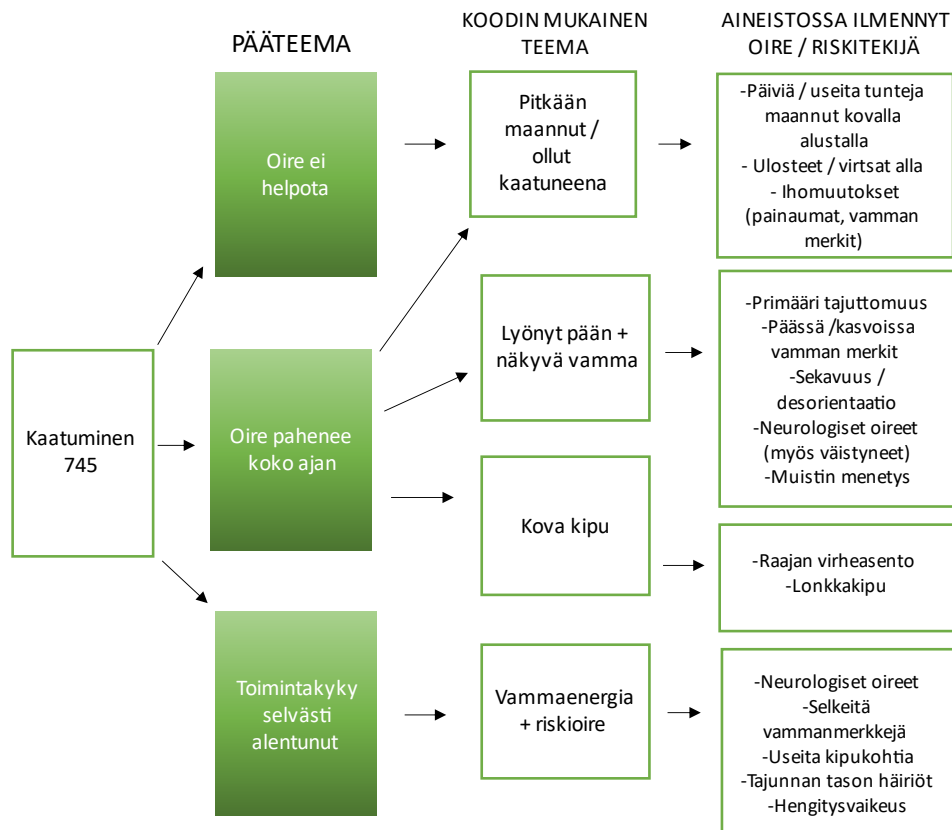 PÄÄTEEMA
KOODIN MUKAINEN
TEEMA
AINEISTOSSA ILMENNYT
OIRE / RISKITEKIJÄ
Kaatuminen
745
Oire ei
helpota
Oire pahenee
koko ajan
Toimintakyky
selvästi
alentunut
Pitkään
maannut /
ollut
kaatuneena
Lyönyt pään +
näkyvä vamma
Kova kipu
Vammaenergia
+ riskioire
-Päiviä / useita tunteja
maannut kovalla
alustalla
- Ulosteet / virtsat alla
- Ihomuutokset
(painaumat, vamman
merkit)
-Primääri tajuttomuus
-Päässä /kasvoissa
vamman merkit
-Sekavuus /
desorientaatio
-Neurologiset oireet
(myös väistyneet)
-Muistin menetys
-Raajan virheasento
-Lonkkakipu
-Neurologiset oireet
-Selkeitä
vammanmerkkejä
-Useita kipukohtia
-Tajunnan tason häiriöt
-Hengitysvaikeus